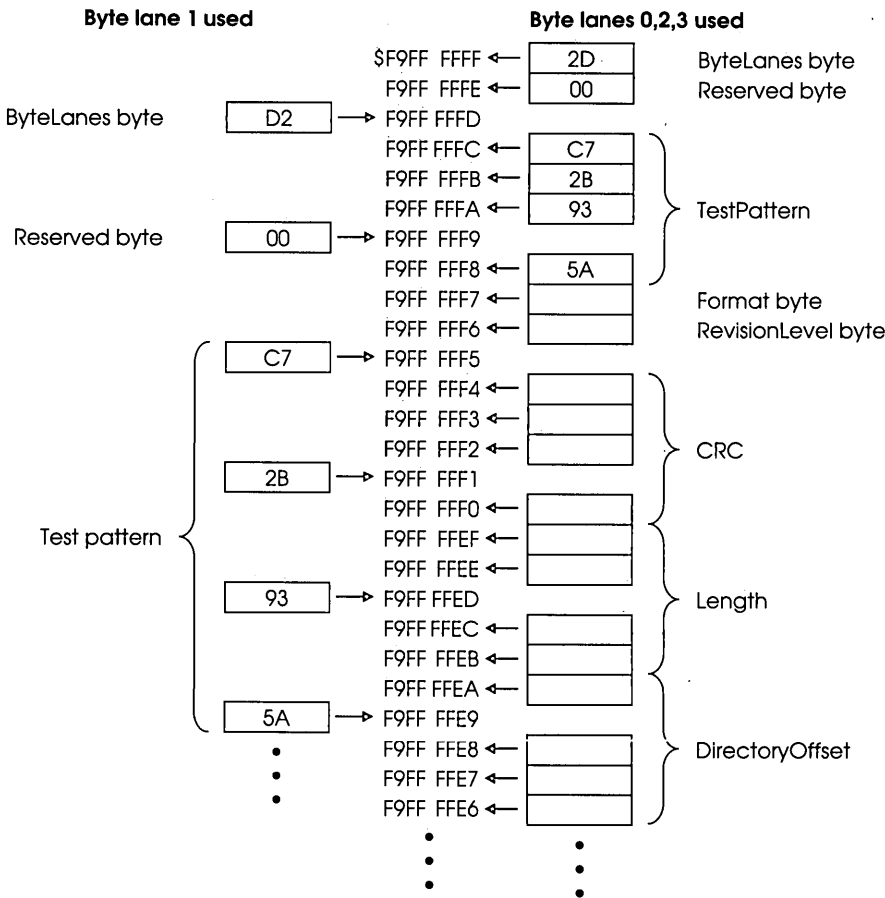 Byte lane 1 used Byte lanes 0,2,3 used
$F9FF FFFF 2D ByteLanes byte
F9FF FFFE 00 Reserved byte
ByteLanes byte D2 F9FF FFFD
F9FF FFFC C7
F9FF FFFB 2B
F9FF FFFA 93 TestPattern
Reserved byte 00 F9FF FFF9
F9FF FFF8 5A
F9FF FFF7 Format byte
F9FF FFF6 RevisionLevel byte
C7 F9FF FFF5
F9FF FFF4
F9FF FFF3
F9FF FFF2 CRC
2B F9FF FFF1
F9FF FFF0
Test pattern F9FF FFEF
F9FF FFEE
93 F9FF FFED Length
F9FF FFEC
F9FF FFEB
F9FF FFEA
5A F9FF FFE9
F9FF FFE8 DirectoryOffset
F9FF FFE7
F9FF FFE6